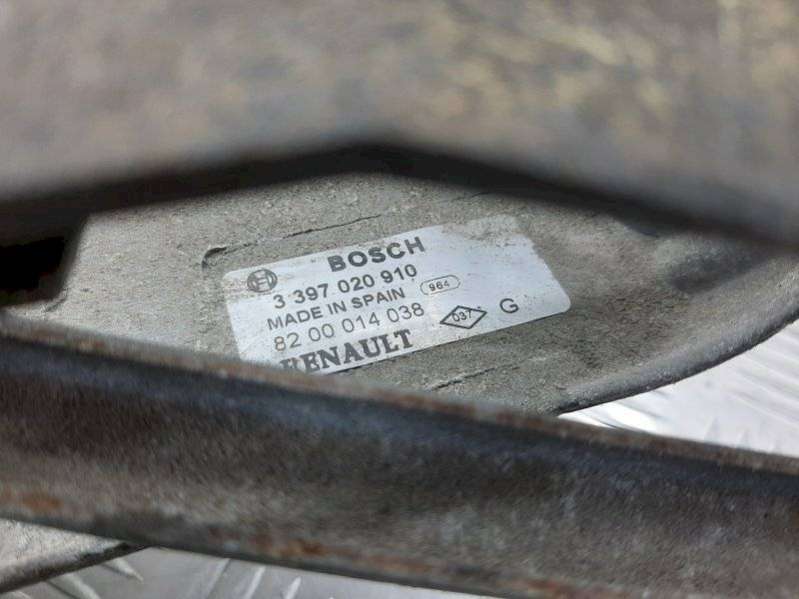 BOSCH
3 397 020 910
MADE IN SPAIN 964
82 00 014 038 037 G
RENAULT